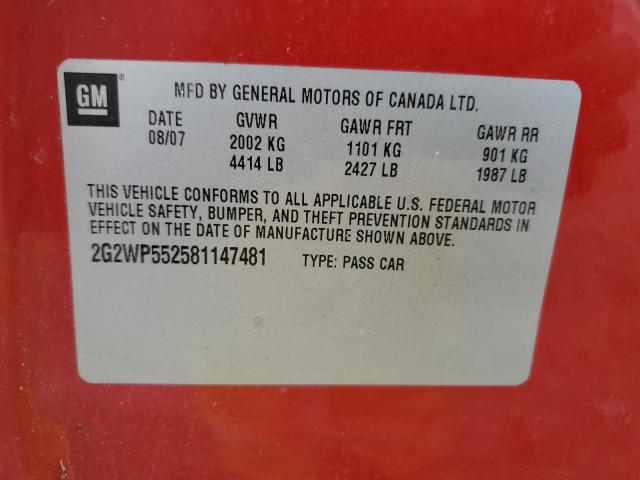 GM®
MFD BY GENERAL MOTORS OF CANADA LTD.
DATE GVWR GAWR FRT GAWR RR
08/07 2002 KG 1101 KG 901 KG
4414 LB 2427 LB 1987 LB
THIS VEHICLE CONFORMS TO ALL APPLICABLE U.S. FEDERAL MOTOR
VEHICLE SAFETY, BUMPER, AND THEFT PREVENTION STANDARDS IN
EFFECT ON THE DATE OF MANUFACTURE SHOWN ABOVE.
2G2WP552581147481 TYPE: PASS CAR